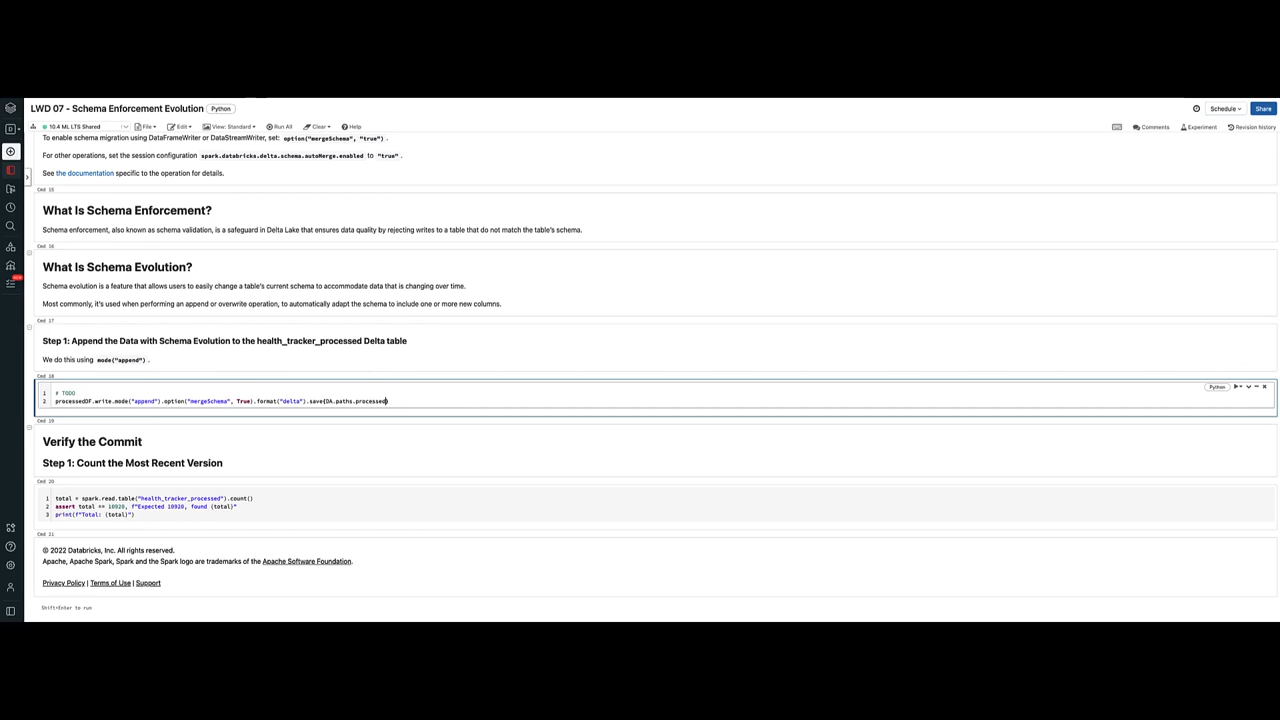 LWD 07 - Schema Enforcement Evolution Python
Schedule Share
10.4 ML LTS Shared File Edit View: Standard Run All Clear Help Comments Experiment Revision history
To enable schema migration using DataFrameWriter or DataStreamWriter, set: option("mergeSchema", "true") .
For other operations, set the session configuration spark.databricks.delta.schema.autoMerge.enabled to "true" .
See the documentation specific to the operation for details.
Cmd 15
What Is Schema Enforcement?
Schema enforcement, also known as schema validation, is a safeguard in Delta Lake that ensures data quality by rejecting writes to a table that do not match the table's schema.
Cmd 16
What Is Schema Evolution?
Schema evolution is a feature that allows users to easily change a table's current schema to accommodate data that is changing over time.
Most commonly, it's used when performing an append or overwrite operation, to automatically adapt the schema to include one or more new columns.
Cmd 17
Step 1: Append the Data with Schema Evolution to the health_tracker_processed Delta table
We do this using mode("append") .
Cmd 18
Python
1 # TODO
2 processedDF.write.mode("append").option("mergeSchema", True).format("delta").save(DA.paths.processed)
Cmd 19
Verify the Commit
Step 1: Count the Most Recent Version
Cmd 20
1 total = spark.read.table("health_tracker_processed").count()
2 assert total == 10920, f"Expected 10920, found {total}"
3 print(f"Total: {total}")
Cmd 21
© 2022 Databricks, Inc. All rights reserved.
Apache, Apache Spark, Spark and the Spark logo are trademarks of the Apache Software Foundation.
Privacy Policy | Terms of Use | Support
Shift+Enter to run